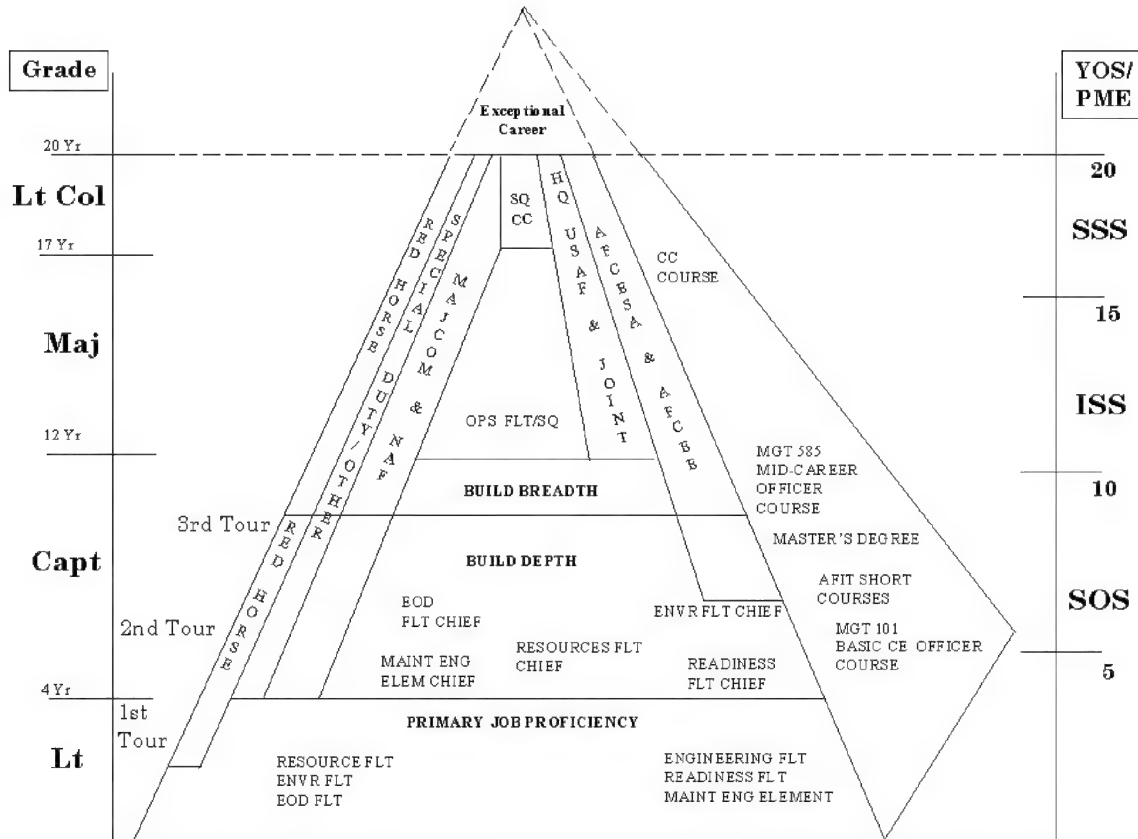 Grade
YOS/
PME
Exceptional
Career
20 Yr
20
Lt Col
SQ
CC
SSS
17 Yr
CC
COURSE
15
Maj
RED HORSE
SPECIAL DUTY/OTHER
MAJCOM & NAF
HQ USAF & JOINT
AFCESA & AFCEE
ISS
OPS FLT/SQ
12 Yr
MGT 585
MID-CAREER
OFFICER
COURSE
10
BUILD BREADTH
3rd Tour
RED HORSE
MASTER'S DEGREE
Capt
BUILD DEPTH
AFIT SHORT
COURSES
SOS
EOD
FLT CHIEF
ENVR FLT CHIEF
2nd Tour
MGT 101
BASIC CE OFFICER
COURSE
RESOURCES FLT
CHIEF
MAINT ENG
ELEM CHIEF
READINESS
FLT CHIEF
5
4 Yr
1st
Tour
PRIMARY JOB PROFICIENCY
Lt
RESOURCE FLT
ENVR FLT
EOD FLT
ENGINEERING FLT
READINESS FLT
MAINT ENG ELEMENT